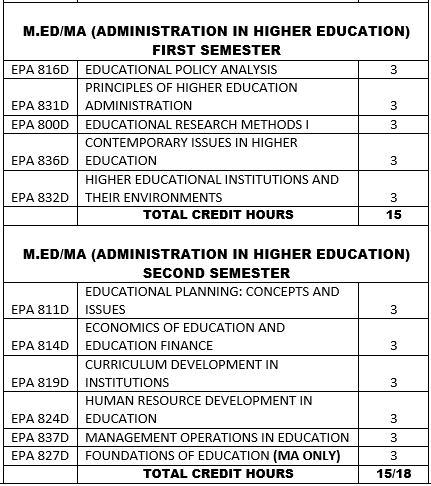 M.ED/MA (ADMINISTRATION IN HIGHER EDUCATION)
FIRST SEMESTER
EPA 816D EDUCATIONAL POLICY ANALYSIS 3
PRINCIPLES OF HIGHER EDUCATION
EPA 831D ADMINISTRATION 3
EPA 800D EDUCATIONAL RESEARCH METHODS I 3
CONTEMPORARY ISSUES IN HIGHER
EPA 836D EDUCATION 3
HIGHER EDUCATIONAL INSTITUTIONS AND
EPA 832D THEIR ENVIRONMENTS 3
TOTAL CREDIT HOURS 15
M.ED/MA (ADMINISTRATION IN HIGHER EDUCATION)
SECOND SEMESTER
EDUCATIONAL PLANNING: CONCEPTS AND
EPA 811D ISSUES 3
ECONOMICS OF EDUCATION AND
EPA 814D EDUCATION FINANCE 3
CURRICULUM DEVELOPMENT IN
EPA 819D INSTITUTIONS 3
HUMAN RESOURCE DEVELOPMENT IN
EPA 824D EDUCATION 3
EPA 837D MANAGEMENT OPERATIONS IN EDUCATION 3
EPA 827D FOUNDATIONS OF EDUCATION (MA ONLY) 3
TOTAL CREDIT HOURS 15/18